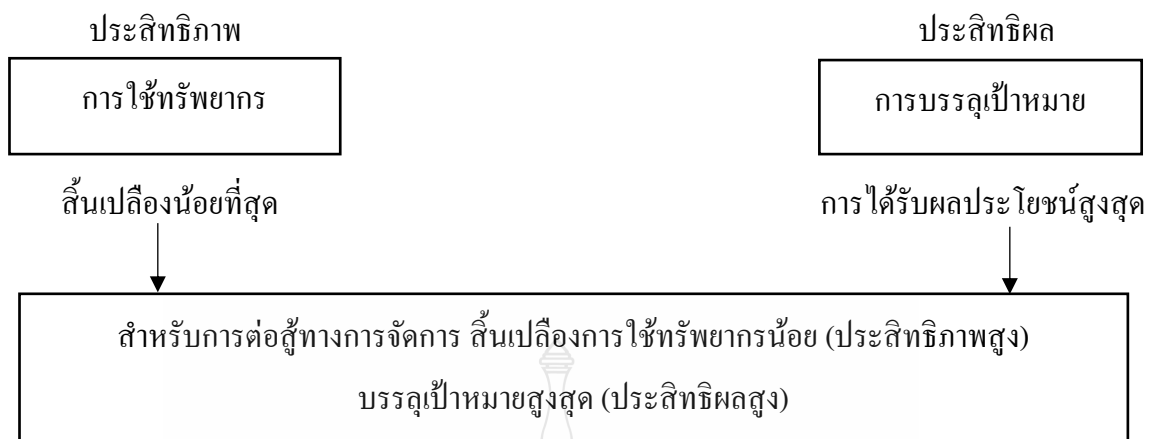 ประสิทธิภาพ
ประสิทธิผล
การใช้ทรัพยากร
การบรรลุเป้าหมาย
สิ้นเปลืองน้อยที่สุด
การได้รับผลประโยชน์สูงสุด
สำหรับการต่อสู้ทางการจัดการ สิ้นเปลืองการใช้ทรัพยากรน้อย (ประสิทธิภาพสูง)
บรรลุเป้าหมายสูงสุด (ประสิทธิผลสูง)